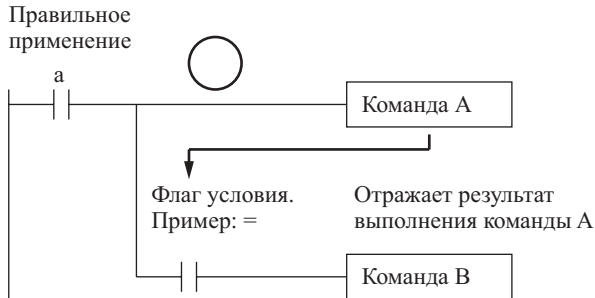 Правильное
применение
a
Команда A
Флаг условия.
Пример: =
Отражает результат
выполнения команды A
Команда B